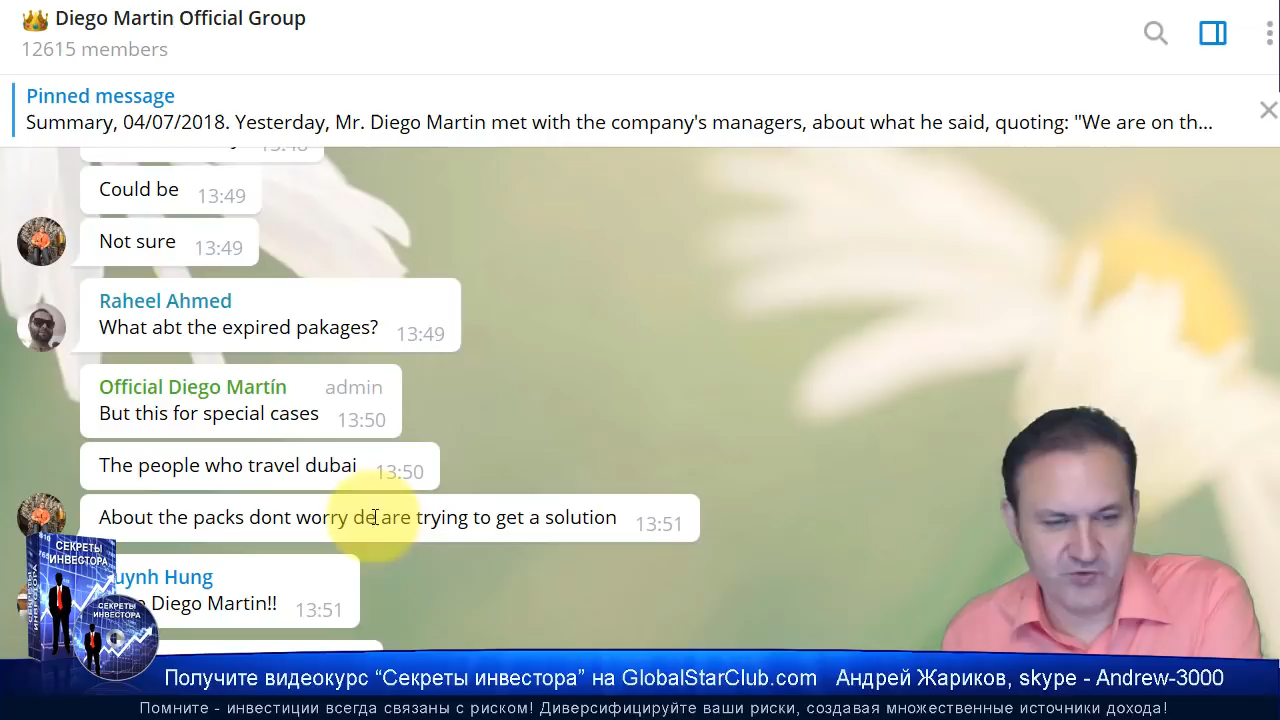 👑 Diego Martin Official Group
12615 members
Pinned message
Summary, 04/07/2018. Yesterday, Mr. Diego Martin met with the company's managers, about what he said, quoting: "We are on th...
Could be 13:49
Not sure 13:49
Raheel Ahmed
What abt the expired pakages? 13:49
Official Diego Martín admin
But this for special cases 13:50
The people who travel dubai 13:50
About the packs dont worry de are trying to get a solution 13:51
uynh Hung
Diego Martin!! 13:51
СЕКРЕТЫ
ИНВЕСТОРА
СЕКРЕТЫ
ИНВЕСТОРА
Получите видеокурс “Секреты инвестора” на GlobalStarClub.com Андрей Жариков, skype - Andrew-3000
Помните - инвестиции всегда связаны с риском! Диверсифицируйте ваши риски, создавая множественные источники дохода!